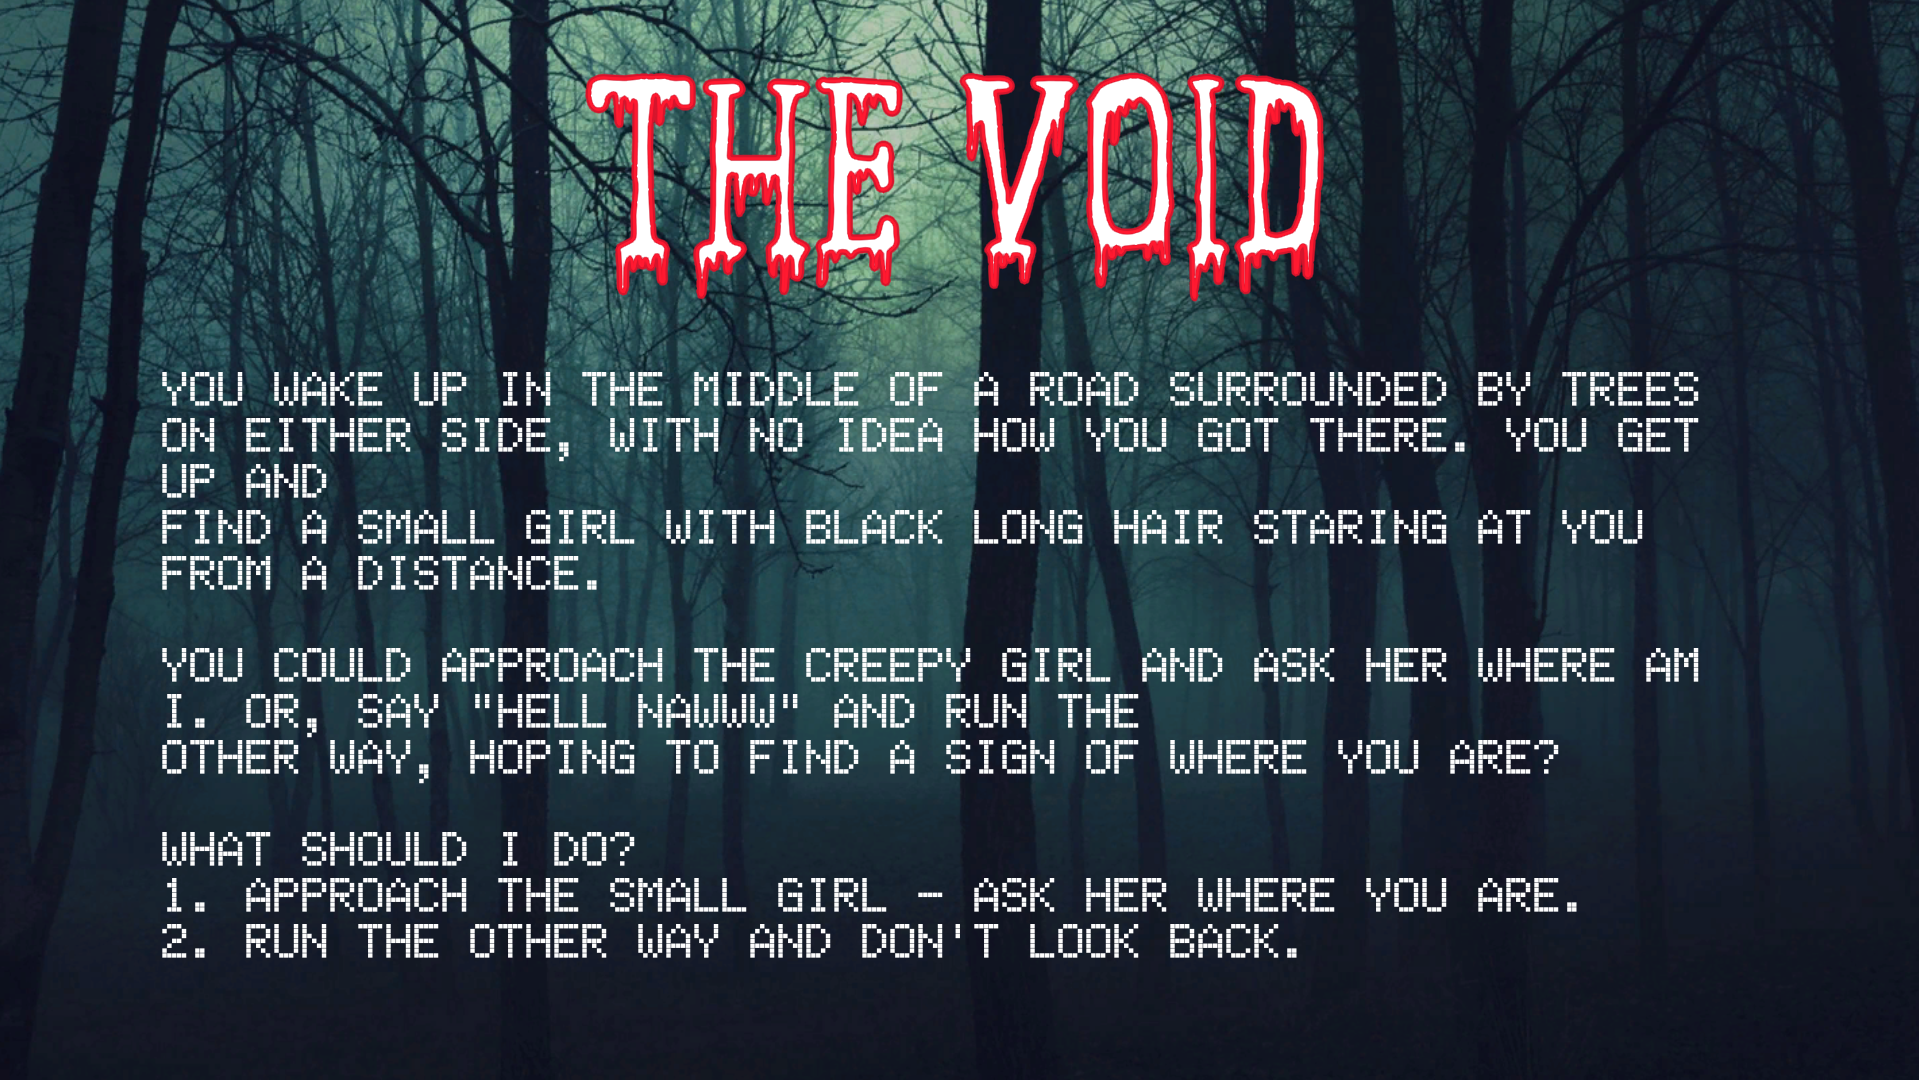 THE VOID
YOU WAKE UP IN THE MIDDLE OF A ROAD SURROUNDED BY TREES
ON EITHER SIDE, WITH NO IDEA HOW YOU GOT THERE. YOU GET
UP AND
FIND A SMALL GIRL WITH BLACK LONG HAIR STARING AT YOU
FROM A DISTANCE.
YOU COULD APPROACH THE CREEPY GIRL AND ASK HER WHERE AM
I. OR, SAY "HELL NAWWW" AND RUN THE
OTHER WAY, HOPING TO FIND A SIGN OF WHERE YOU ARE?
WHAT SHOULD I DO?
1. APPROACH THE SMALL GIRL - ASK HER WHERE YOU ARE.
2. RUN THE OTHER WAY AND DON'T LOOK BACK.